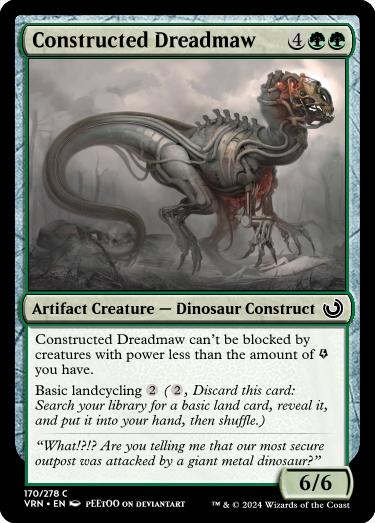 Constructed Dreadmaw 4
Artifact Creature — Dinosaur Construct
Constructed Dreadmaw can't be blocked by
creatures with power less than the amount of
you have.
Basic landcycling 2 (2, Discard this card:
Search your library for a basic land card, reveal it,
and put it into your hand, then shuffle.)
“What!?!? Are you telling me that our most secure
outpost was attacked by a giant metal dinosaur?”
6/6
170/278 C
VRN • EN pEEtOO ON DEVIANTART ™ & © 2024 Wizards of the Coast